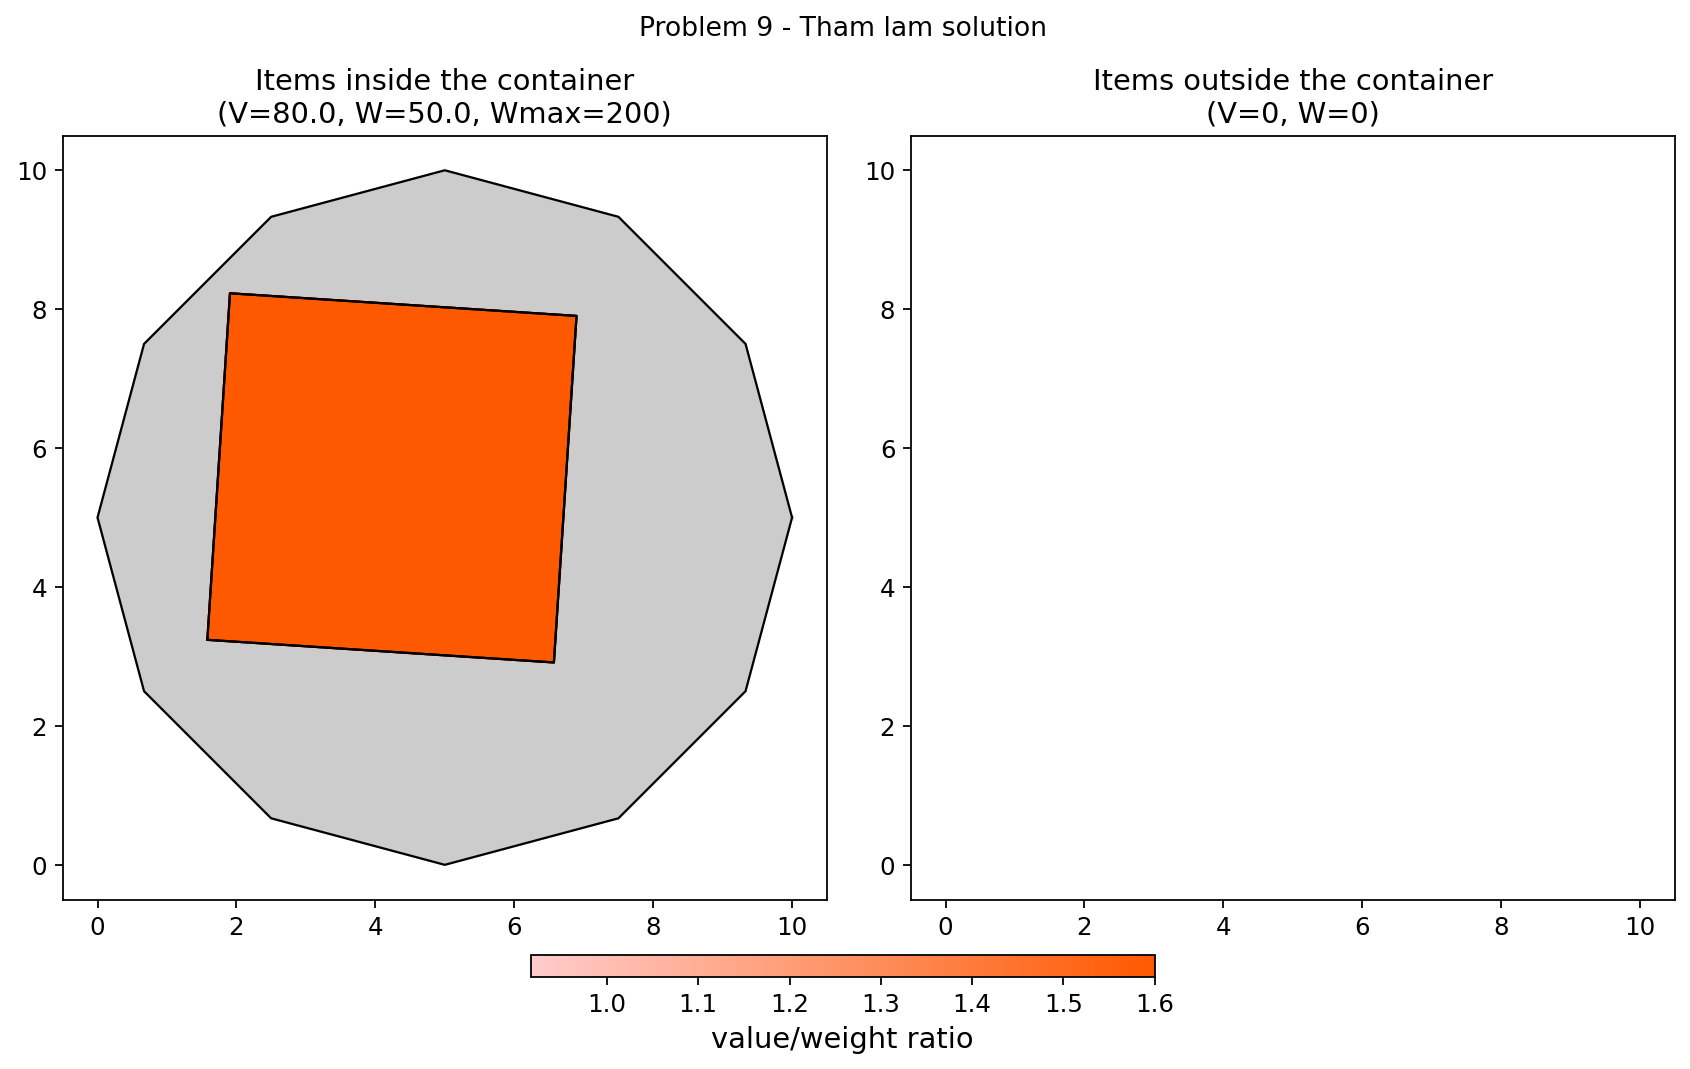 Problem 9 - Tham lam solution
Items inside the container
(V=80.0, W=50.0, Wmax=200)
10
8
6
4
2
0
0 2 4 6 8 10
Items outside the container
(V=0, W=0)
10
8
6
4
2
0
0 2 4 6 8 10
1.0 1.1 1.2 1.3 1.4 1.5 1.6
value/weight ratio